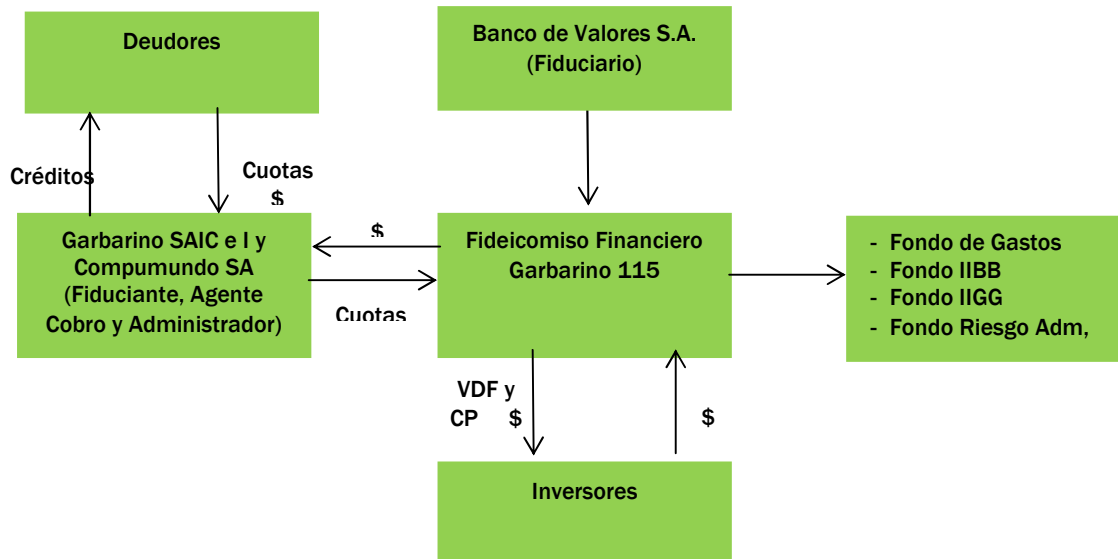 Deudores
Banco de Valores S.A.
(Fiduciario)
Créditos
Cuotas
$
Garbarino SAIC e I y
Compumundo SA
(Fiduciante, Agente
Cobro y Administrador)
$
Cuotas
Fideicomiso Financiero
Garbarino 115
- Fondo de Gastos
- Fondo IIBB
- Fondo IIGG
- Fondo Riesgo Adm,
VDF y
CP $
$
Inversores